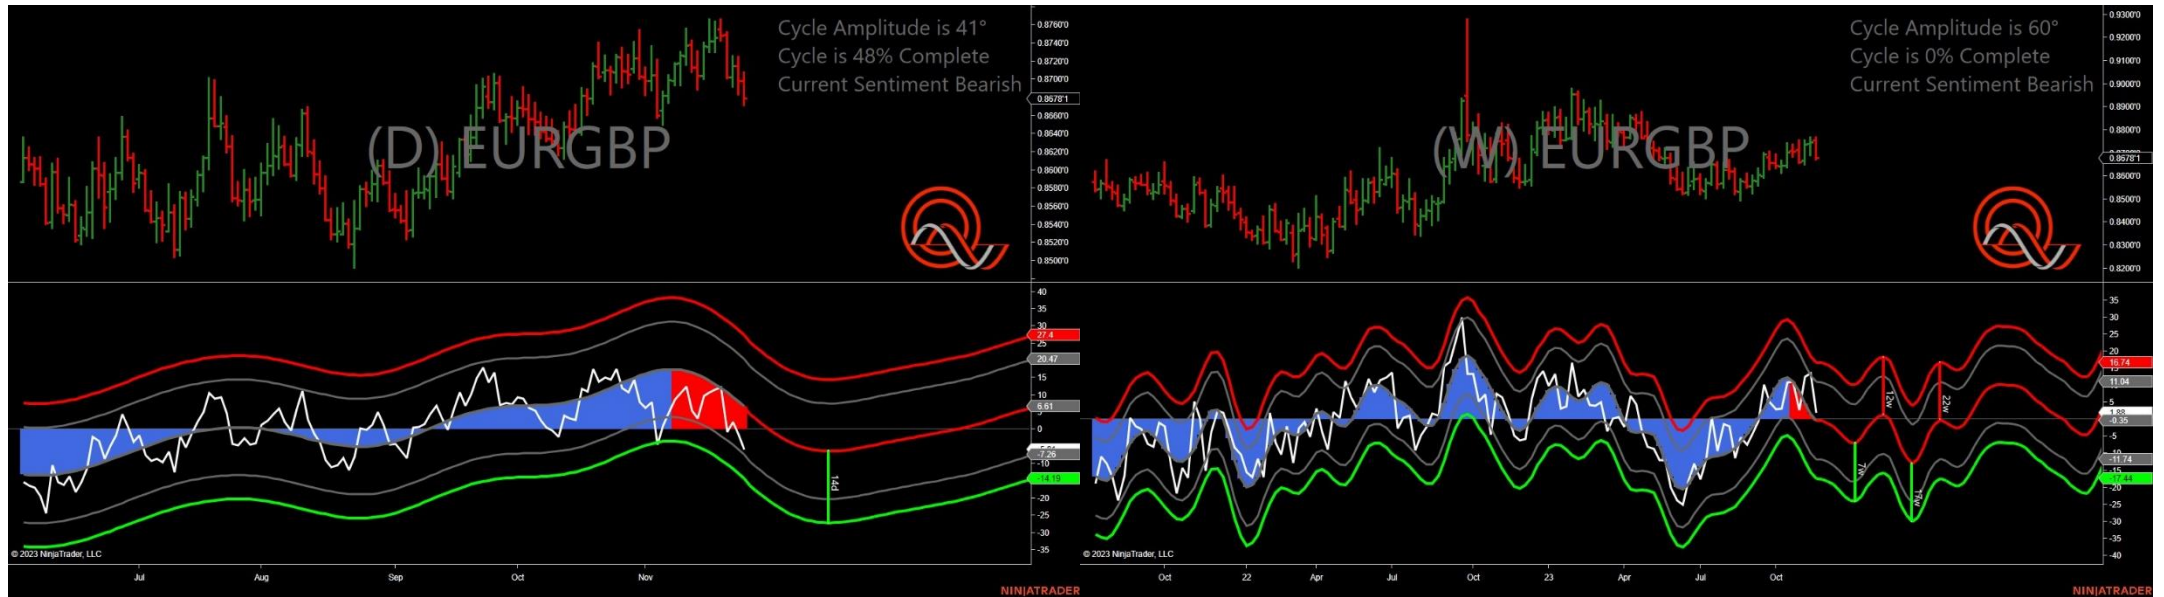 Cycle Amplitude is 41°
Cycle is 48% Complete
Current Sentiment Bearish
(D) EURGBP
0.8760'0
0.8740'0
0.8720'0
0.8700'0
0.8678'1
0.8660'0
0.8640'0
0.8620'0
0.8600'0
0.8580'0
0.8560'0
0.8540'0
0.8520'0
0.8500'0
40
35
30
27.4
25
20.47
15
10
6.61
5
0
-7.26
-10
-14.19
-20
-25
-30
-35
14d
© 2023 NinjaTrader, LLC
Jul
Aug
Sep
Oct
Nov
NINJATRADER
Cycle Amplitude is 60°
Cycle is 0% Complete
Current Sentiment Bearish
(W) EURGBP
0.9300'0
0.9200'0
0.9100'0
0.9000'0
0.8900'0
0.8800'0
0.8678'1
0.8600'0
0.8500'0
0.8400'0
0.8300'0
0.8200'0
35
30
25
20
16.74
11.04
5
1.88
-0.35
-5
-11.74
-15
-17.44
-20
-25
-30
-35
-40
12w
22w
7w
17w
© 2023 NinjaTrader, LLC
Oct
22
Apr
Jul
Oct
23
Apr
Jul
Oct
NINJATRADER